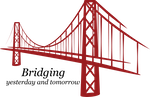 Bridging
yesterday and tomorrow